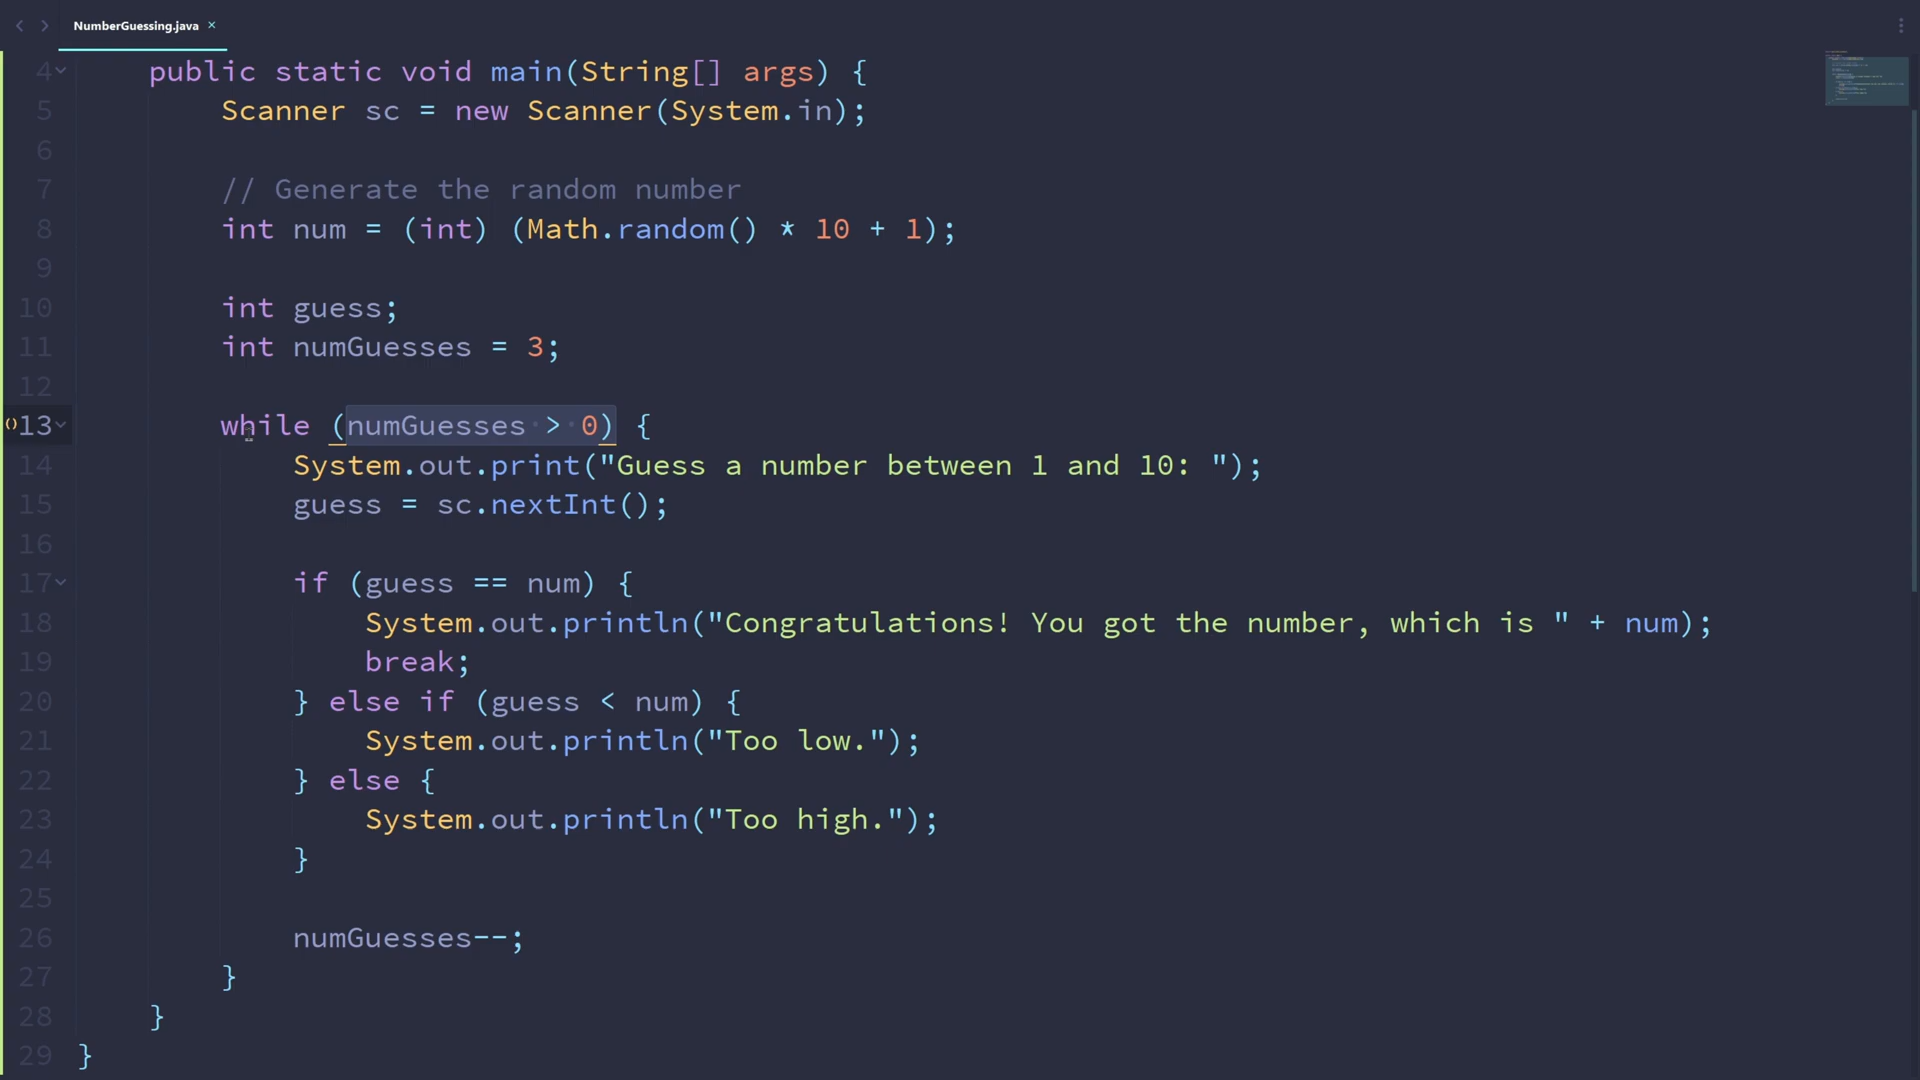 NumberGuessing.java ×
4 public static void main(String[] args) {
5 Scanner sc = new Scanner(System.in);
6
7 // Generate the random number
8 int num = (int) (Math.random() * 10 + 1);
9
10 int guess;
11 int numGuesses = 3;
12
13 while (numGuesses > 0) {
14 System.out.print("Guess a number between 1 and 10: ");
15 guess = sc.nextInt();
16
17 if (guess == num) {
18 System.out.println("Congratulations! You got the number, which is " + num);
19 break;
20 } else if (guess < num) {
21 System.out.println("Too low.");
22 } else {
23 System.out.println("Too high.");
24 }
25
26 numGuesses--;
27 }
28 }
29 }